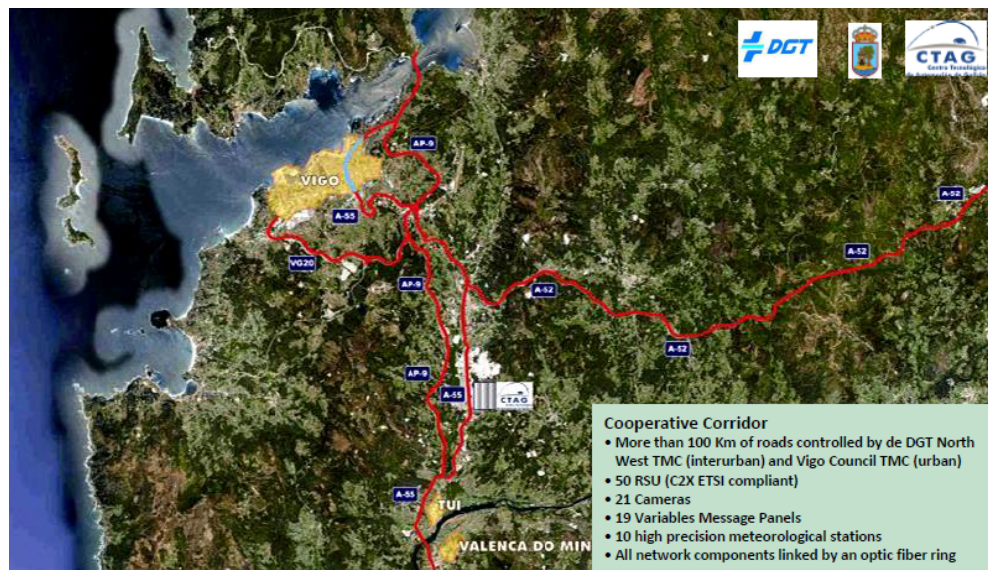 DGT
CTAG
Centro Tecnológico
de Automoción de Galicia
AP-9
VIGO
A-55
A-52
VG20
A-52
AP-9
A-52
A-52
AP-9
A-55
CTAG
A-55
TUI
VALENCA DO MIN
Cooperative Corridor
• More than 100 Km of roads controlled by de DGT North
West TMC (interurban) and Vigo Council TMC (urban)
• 50 RSU (C2X ETSI compliant)
• 21 Cameras
• 19 Variables Message Panels
• 10 high precision meteorological stations
• All network components linked by an optic fiber ring